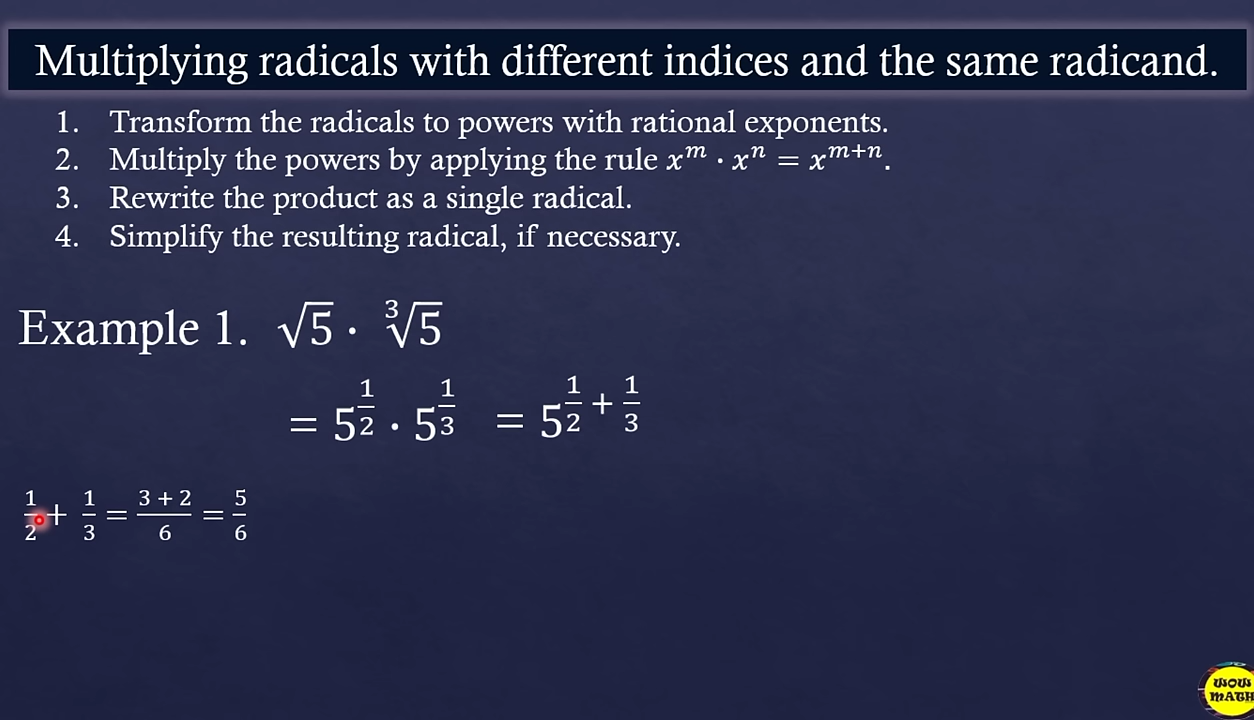 Multiplying radicals with different indices and the same radicand.
1. Transform the radicals to powers with rational exponents.
2. Multiply the powers by applying the rule x^m · x^n = x^{m+n}.
3. Rewrite the product as a single radical.
4. Simplify the resulting radical, if necessary.
Example 1. √5 · ∛5
= 5^{1/2} · 5^{1/3} = 5^{1/2 + 1/3}
1/2 + 1/3 = (3 + 2)/6 = 5/6
WOW
MATH